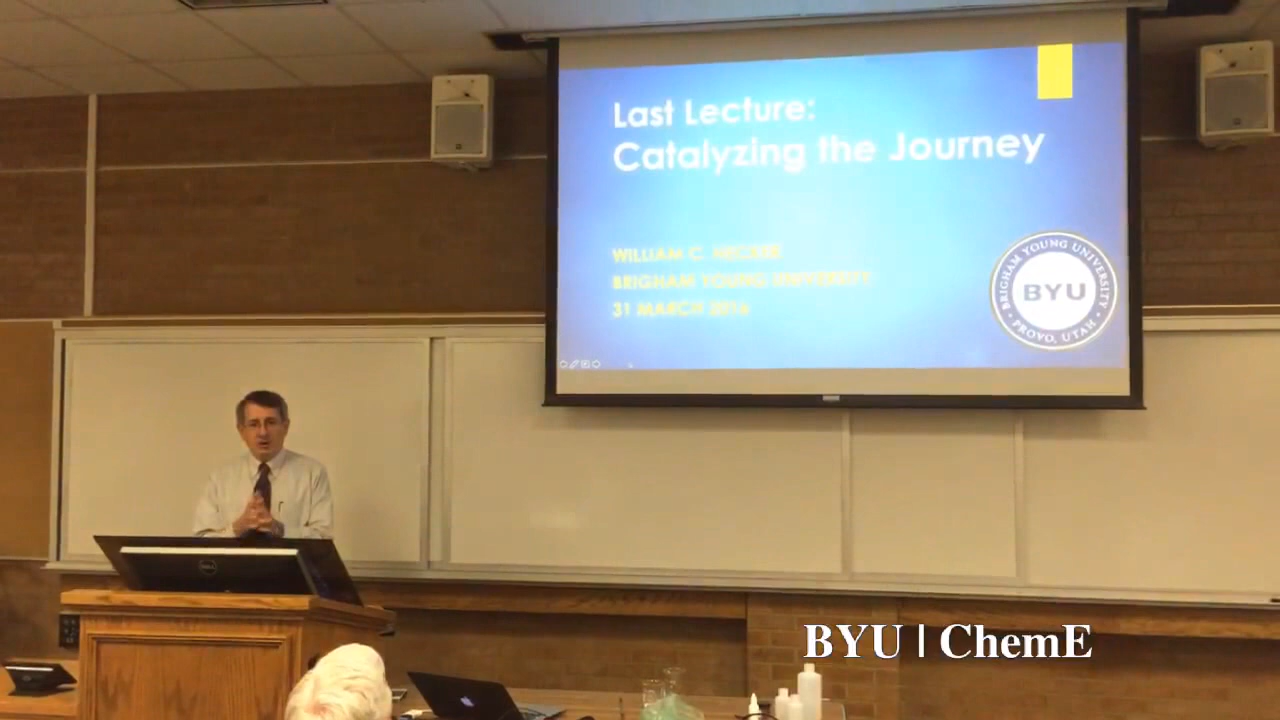 Last Lecture:
Catalyzing the Journey
WILLIAM C. HECKER
BRIGHAM YOUNG UNIVERSITY
31 MARCH 2016
BRIGHAM YOUNG UNIVERSITY
BYU
PROVO, UTAH
DELL
BYU | ChemE